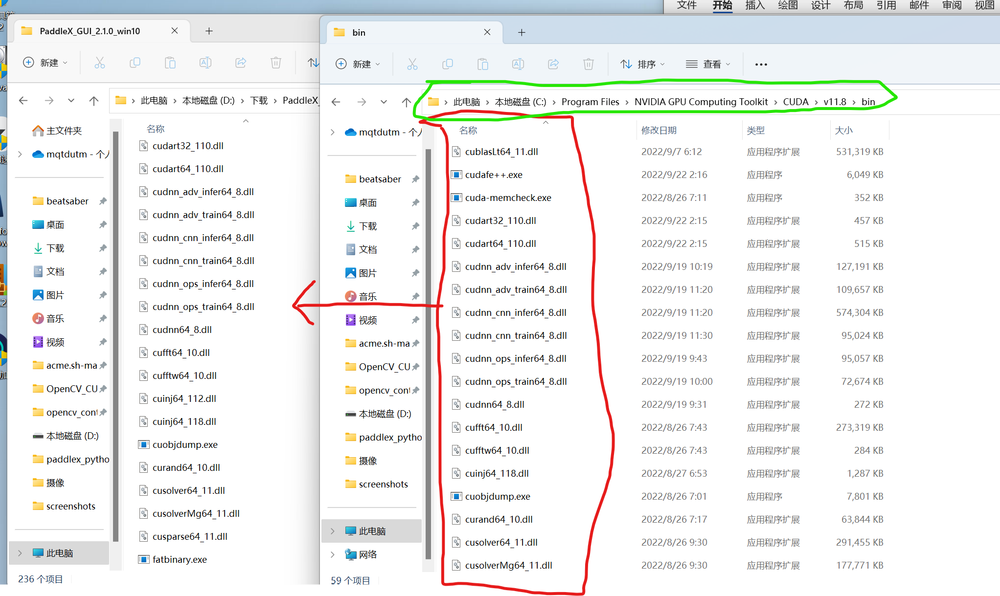 文件 开始 插入 绘图 设计 布局 引用 邮件 审阅 视图
PaddleX_GUI_2.1.0_win10
新建
此电脑 › 本地磁盘 (D:) › 下载 › PaddleX_
主文件夹
mqtdutm - 个
beatsaber
桌面
下载
文档
图片
音乐
视频
acme.sh-ma
OpenCV_CU
opencv_cont
本地磁盘 (D:)
paddlex_pytho
摄像
screenshots
此电脑
名称
cudart32_110.dll
cudart64_110.dll
cudnn_adv_infer64_8.dll
cudnn_adv_train64_8.dll
cudnn_cnn_infer64_8.dll
cudnn_cnn_train64_8.dll
cudnn_ops_infer64_8.dll
cudnn_ops_train64_8.dll
cudnn64_8.dll
cufft64_10.dll
cufftw64_10.dll
cuinj64_112.dll
cuinj64_118.dll
cuobjdump.exe
curand64_10.dll
cusolver64_11.dll
cusolverMg64_11.dll
cusparse64_11.dll
fatbinary.exe
236 个项目
bin
新建 排序 查看
此电脑 › 本地磁盘 (C:) › Program Files › NVIDIA GPU Computing Toolkit › CUDA › v11.8 › bin
mqtdutm - 个
beatsaber
桌面
下载
文档
图片
音乐
视频
acme.sh-ma
OpenCV_CU
opencv_cont
本地磁盘 (D:)
paddlex_pytho
摄像
screenshots
此电脑
网络
名称 修改日期 类型 大小
cublasLt64_11.dll 2022/9/7 6:12 应用程序扩展 531,319 KB
cudafe++.exe 2022/9/22 2:16 应用程序 6,049 KB
cuda-memcheck.exe 2022/8/26 7:11 应用程序 352 KB
cudart32_110.dll 2022/9/22 2:15 应用程序扩展 457 KB
cudart64_110.dll 2022/9/22 2:15 应用程序扩展 515 KB
cudnn_adv_infer64_8.dll 2022/9/19 10:19 应用程序扩展 127,191 KB
cudnn_adv_train64_8.dll 2022/9/19 11:20 应用程序扩展 109,657 KB
cudnn_cnn_infer64_8.dll 2022/9/19 11:20 应用程序扩展 574,304 KB
cudnn_cnn_train64_8.dll 2022/9/19 11:30 应用程序扩展 95,024 KB
cudnn_ops_infer64_8.dll 2022/9/19 9:43 应用程序扩展 95,057 KB
cudnn_ops_train64_8.dll 2022/9/19 10:00 应用程序扩展 72,674 KB
cudnn64_8.dll 2022/9/19 9:31 应用程序扩展 272 KB
cufft64_10.dll 2022/8/26 7:43 应用程序扩展 273,319 KB
cufftw64_10.dll 2022/8/26 7:43 应用程序扩展 284 KB
cuinj64_118.dll 2022/8/27 6:53 应用程序扩展 1,287 KB
cuobjdump.exe 2022/8/26 7:01 应用程序 7,801 KB
curand64_10.dll 2022/8/26 7:17 应用程序扩展 63,844 KB
cusolver64_11.dll 2022/8/26 9:30 应用程序扩展 291,455 KB
cusolverMg64_11.dll 2022/8/26 9:30 应用程序扩展 177,771 KB
59 个项目